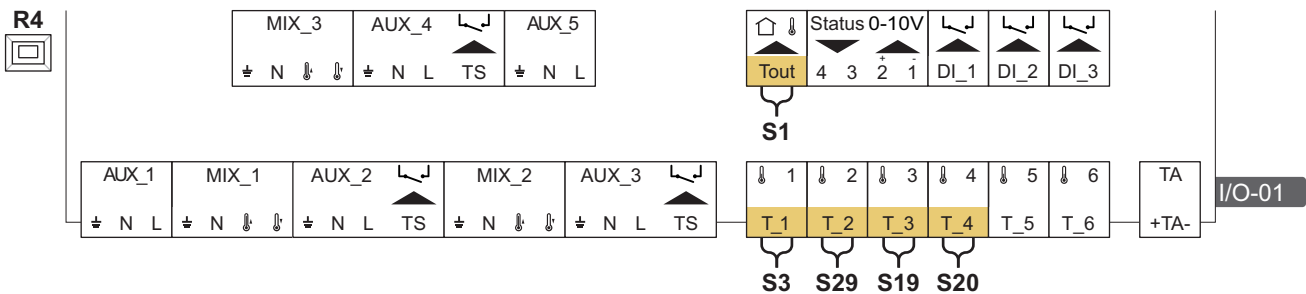 R4
MIX_3 AUX_4 AUX_5 Status 0-10V
+ -
N N L TS N L Tout 4 3 2 1 DI_1 DI_2 DI_3
S1
AUX_1 MIX_1 AUX_2 MIX_2 AUX_3 1 2 3 4 5 6 TA
I/O-01
N L N N L TS N N L TS T_1 T_2 T_3 T_4 T_5 T_6 +TA-
S3 S29 S19 S20